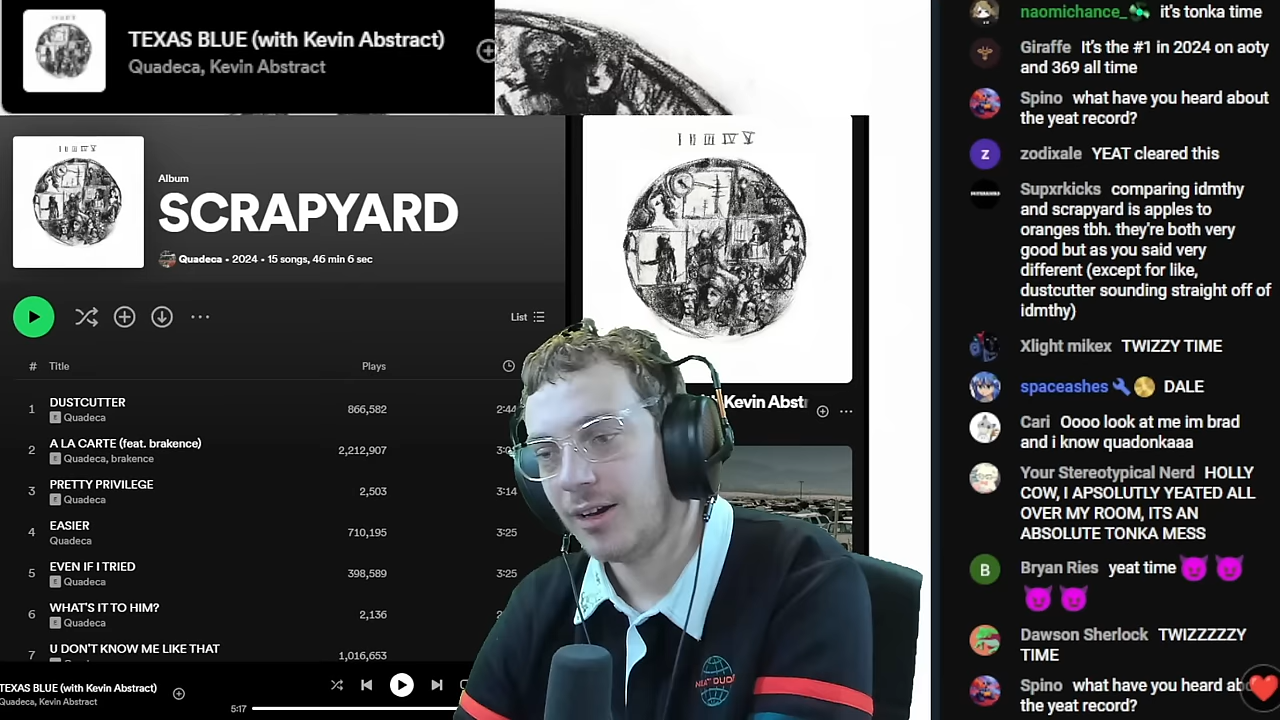 TEXAS BLUE (with Kevin Abstract)
Quadeca, Kevin Abstract
I II III IV V
Album
SCRAPYARD
Quadeca • 2024 • 15 songs, 46 min 6 sec
List
# Title Plays
1 DUSTCUTTER 866,582 2:44
E Quadeca
2 A LA CARTE (feat. brakence) 2,212,907
E Quadeca, brakence
3 PRETTY PRIVILEGE 2,503 3:14
E Quadeca
4 EASIER 710,195 3:25
Quadeca
5 EVEN IF I TRIED 398,589 3:25
E Quadeca
6 WHAT'S IT TO HIM? 2,136
E Quadeca
7 U DON'T KNOW ME LIKE THAT 1,016,653
TEXAS BLUE (with Kevin Abstract)
Quadeca, Kevin Abstract
5:17
I II III IV V
Kevin Abst
NEAT DUDE
naomichance_ it's tonka time
Giraffe It's the #1 in 2024 on aoty
and 369 all time
Spino what have you heard about
the yeat record?
z zodixale YEAT cleared this
Supxrkicks comparing idmthy
and scrapyard is apples to
oranges tbh. they're both very
good but as you said very
different (except for like,
dustcutter sounding straight off of
idmthy)
Xlight mikex TWIZZY TIME
spaceashes DALE
Cari Oooo look at me im brad
and i know quadonkaaa
Your Stereotypical Nerd HOLLY
COW, I APSOLUTLY YEATED ALL
OVER MY ROOM, ITS AN
ABSOLUTE TONKA MESS
B Bryan Ries yeat time 😈 😈
😈 😈
Dawson Sherlock TWIZZZZZY
TIME
Spino what have you heard ab
the yeat record?